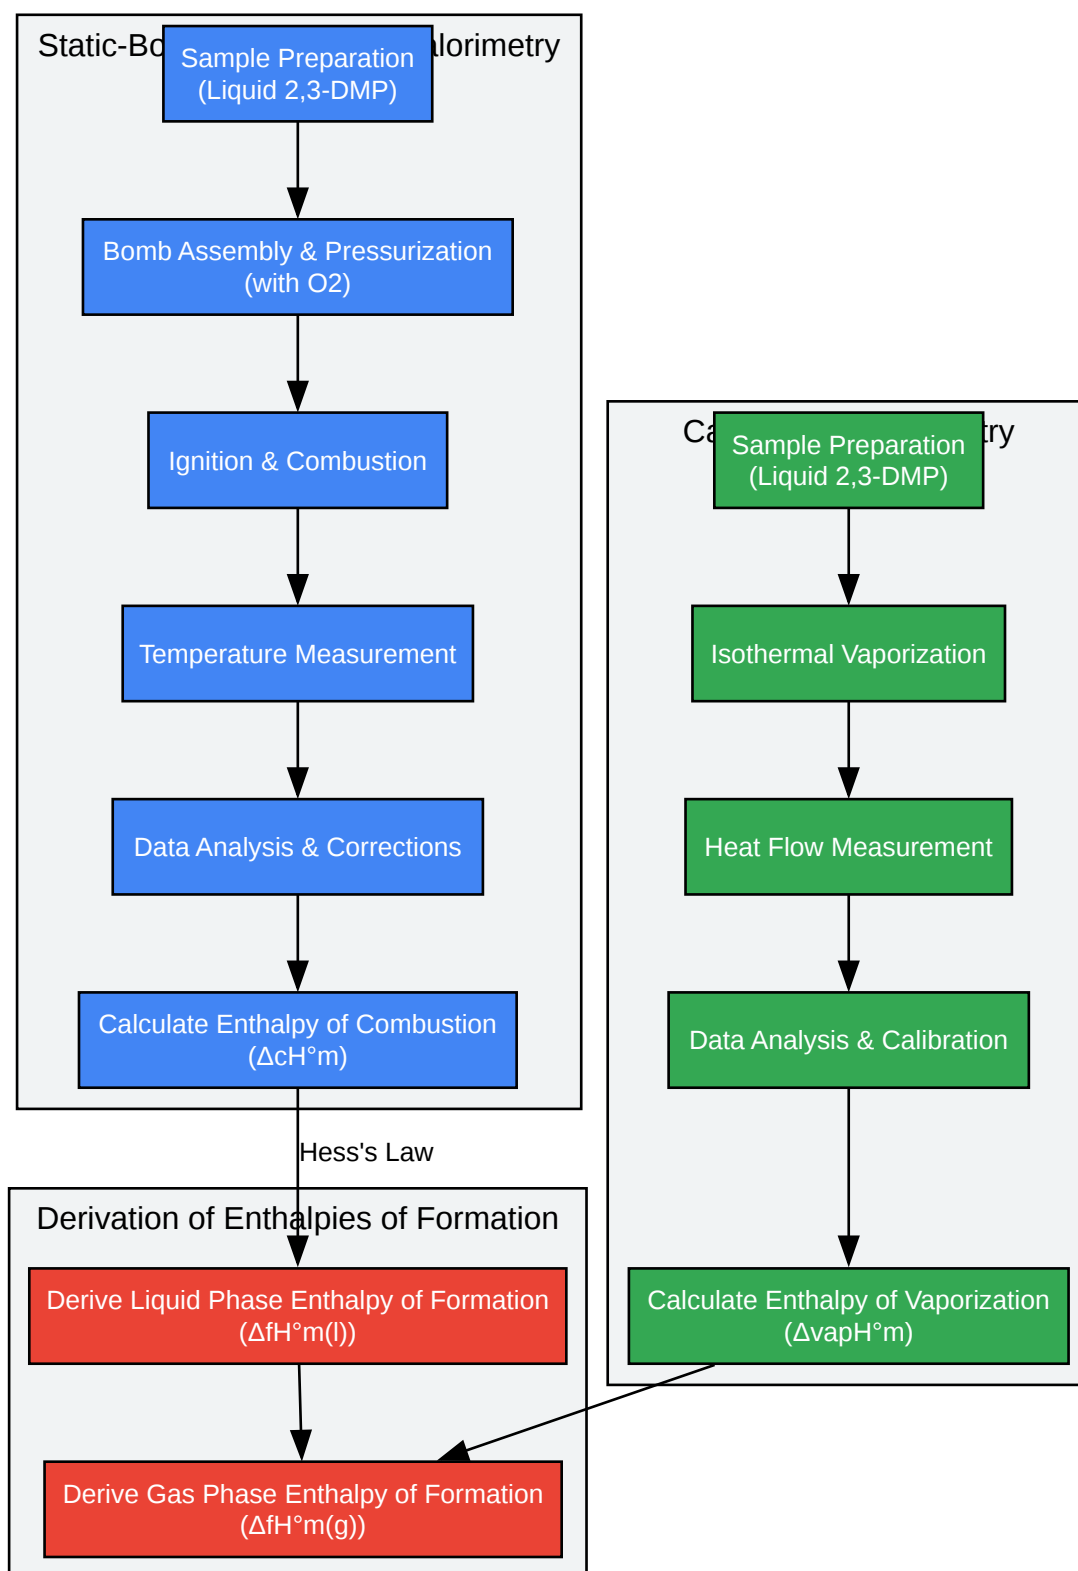 Static-Bo
alorimetry
Sample Preparation
(Liquid 2,3-DMP)
Bomb Assembly & Pressurization
(with O2)
Ignition & Combustion
Temperature Measurement
Data Analysis & Corrections
Calculate Enthalpy of Combustion
(ΔcH°m)
Ca
try
Sample Preparation
(Liquid 2,3-DMP)
Isothermal Vaporization
Heat Flow Measurement
Data Analysis & Calibration
Calculate Enthalpy of Vaporization
(ΔvapH°m)
Hess's Law
Derivation of Enthalpies of Formation
Derive Liquid Phase Enthalpy of Formation
(ΔfH°m(l))
Derive Gas Phase Enthalpy of Formation
(ΔfH°m(g))